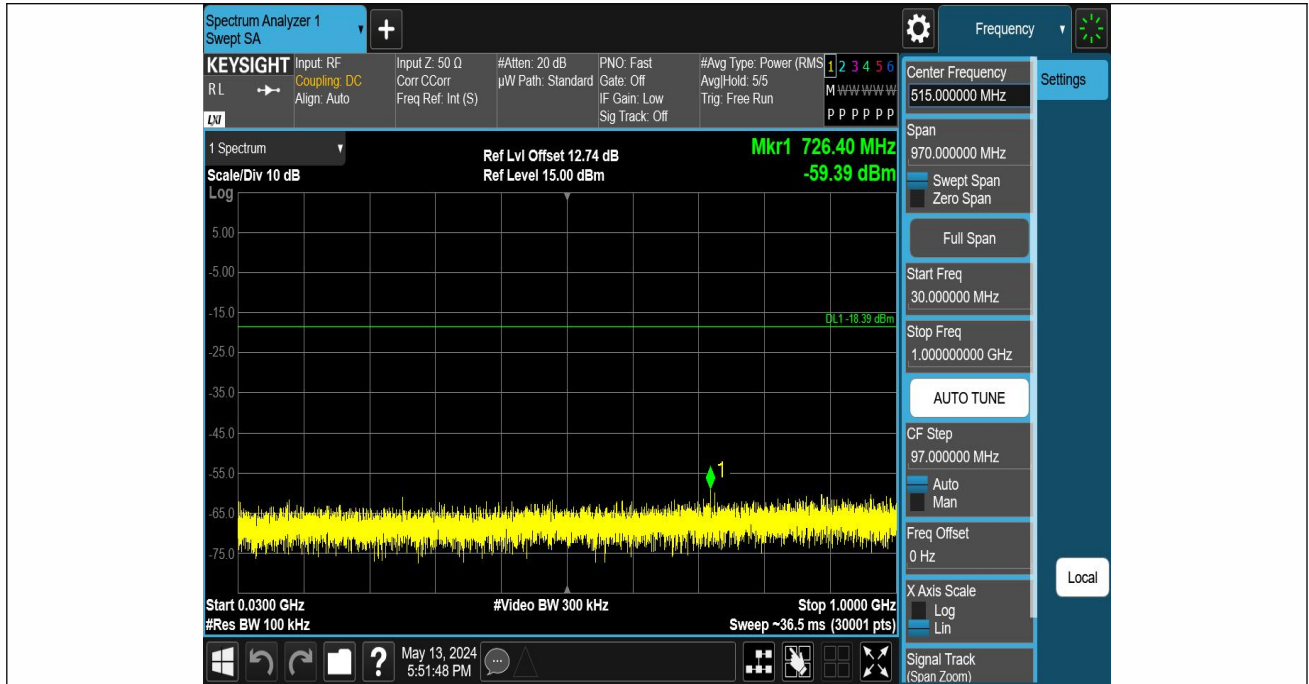 Spectrum Analyzer 1
Swept SA
+
Frequency
KEYSIGHT
R L
LXI
Input: RF
Coupling: DC
Align: Auto
Input Z: 50 Ω
Corr CCorr
Freq Ref: Int (S)
#Atten: 20 dB
µW Path: Standard
PNO: Fast
Gate: Off
IF Gain: Low
Sig Track: Off
#Avg Type: Power (RMS
Avg|Hold: 5/5
Trig: Free Run
1 2 3 4 5 6
M W W W W W
P P P P P P
1 Spectrum
Scale/Div 10 dB
Log
Ref Lvl Offset 12.74 dB
Ref Level 15.00 dBm
Mkr1 726.40 MHz
-59.39 dBm
5.00
-5.00
-15.0
DL1 -18.39 dBm
-25.0
-35.0
-45.0
-55.0
1
-65.0
-75.0
Start 0.0300 GHz
#Res BW 100 kHz
#Video BW 300 kHz
Stop 1.0000 GHz
Sweep ~36.5 ms (30001 pts)
Center Frequency
515.000000 MHz
Settings
Span
970.000000 MHz
Swept Span
Zero Span
Full Span
Start Freq
30.000000 MHz
Stop Freq
1.000000000 GHz
AUTO TUNE
CF Step
97.000000 MHz
Auto
Man
Freq Offset
0 Hz
X Axis Scale
Log
Lin
Local
Signal Track
(Span Zoom)
?
May 13, 2024
5:51:48 PM